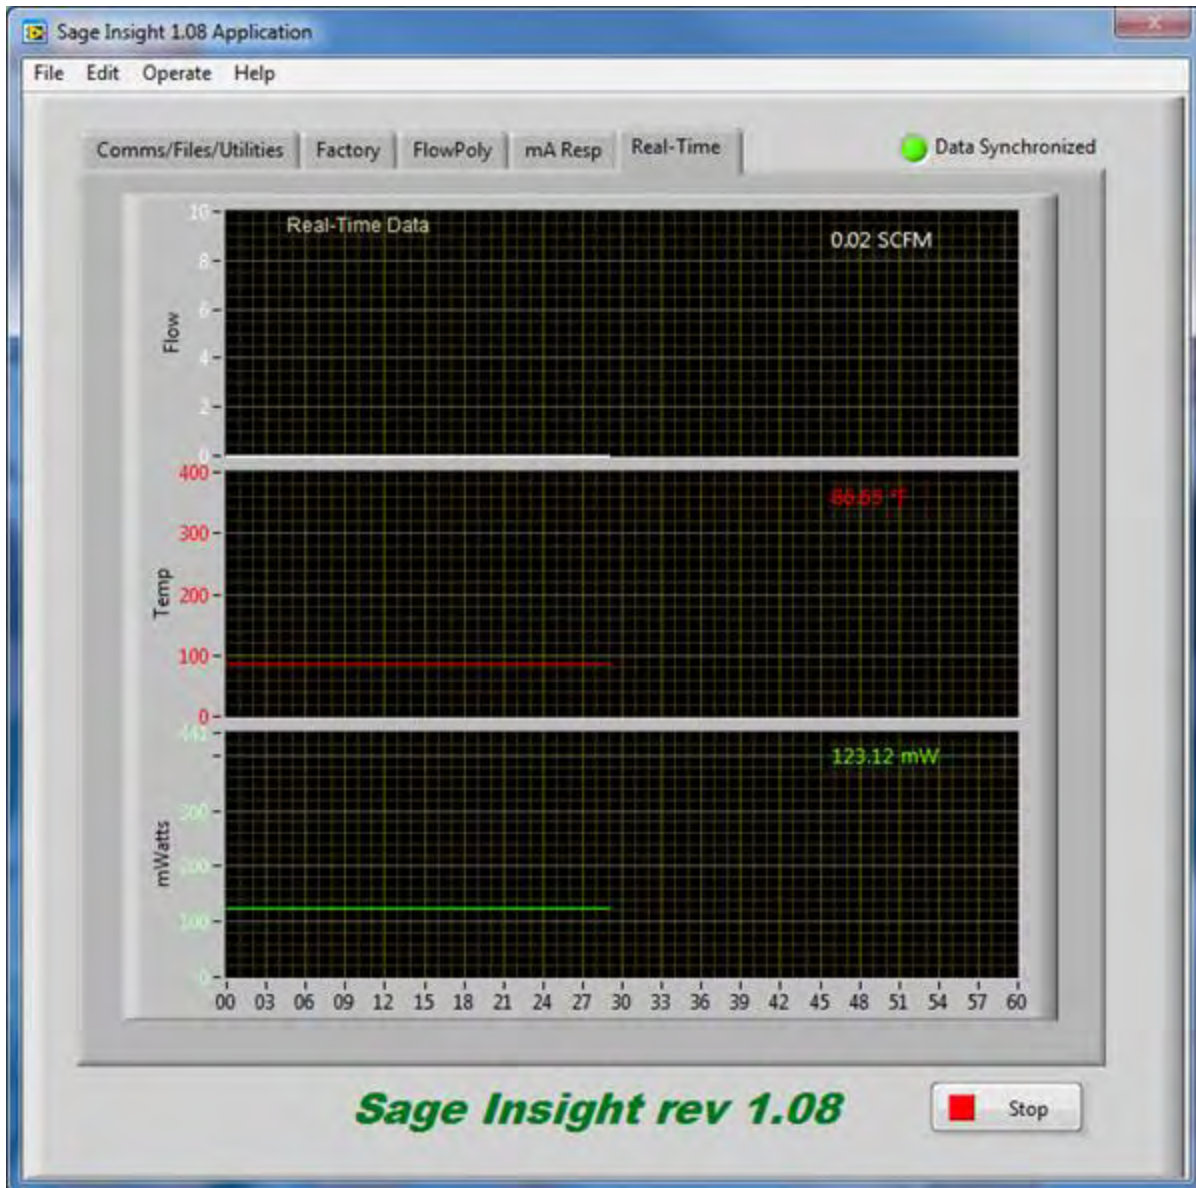 Sage Insight 1.08 Application
File Edit Operate Help
Comms/Files/Utilities Factory FlowPoly mA Resp Real-Time Data Synchronized
Real-Time Data
0.02 SCFM
Flow
10
8
6
4
2
0
Temp
400
300
200
100
0
mWatts
441
300
200
100
0
123.12 mW
00 03 06 09 12 15 18 21 24 27 30 33 36 39 42 45 48 51 54 57 60
Sage Insight rev 1.08
Stop